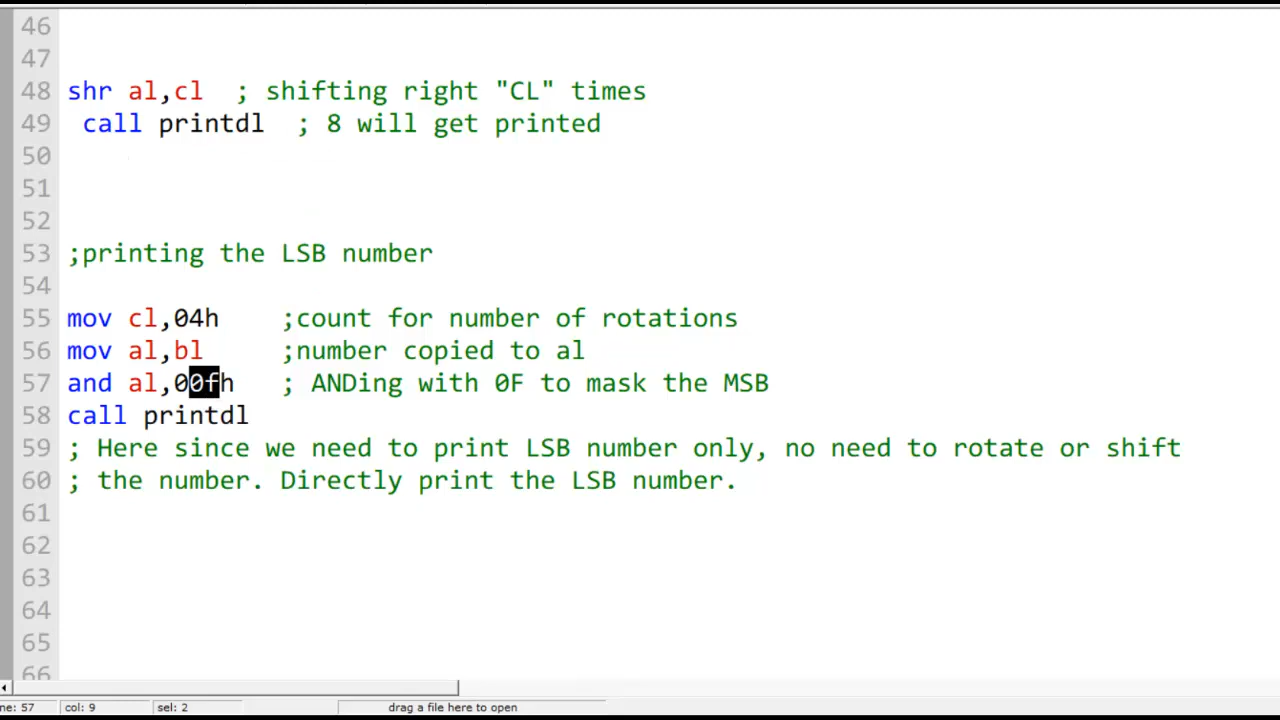 46
47
48 shr al,cl ; shifting right "CL" times
49 call printdl ; 8 will get printed
50
51
52
53 ;printing the LSB number
54
55 mov cl,04h ;count for number of rotations
56 mov al,bl ;number copied to al
57 and al,00fh ; ANDing with 0F to mask the MSB
58 call printdl
59 ; Here since we need to print LSB number only, no need to rotate or shift
60 ; the number. Directly print the LSB number.
61
62
63
64
65
66
ne: 57 col: 9 sel: 2 drag a file here to open